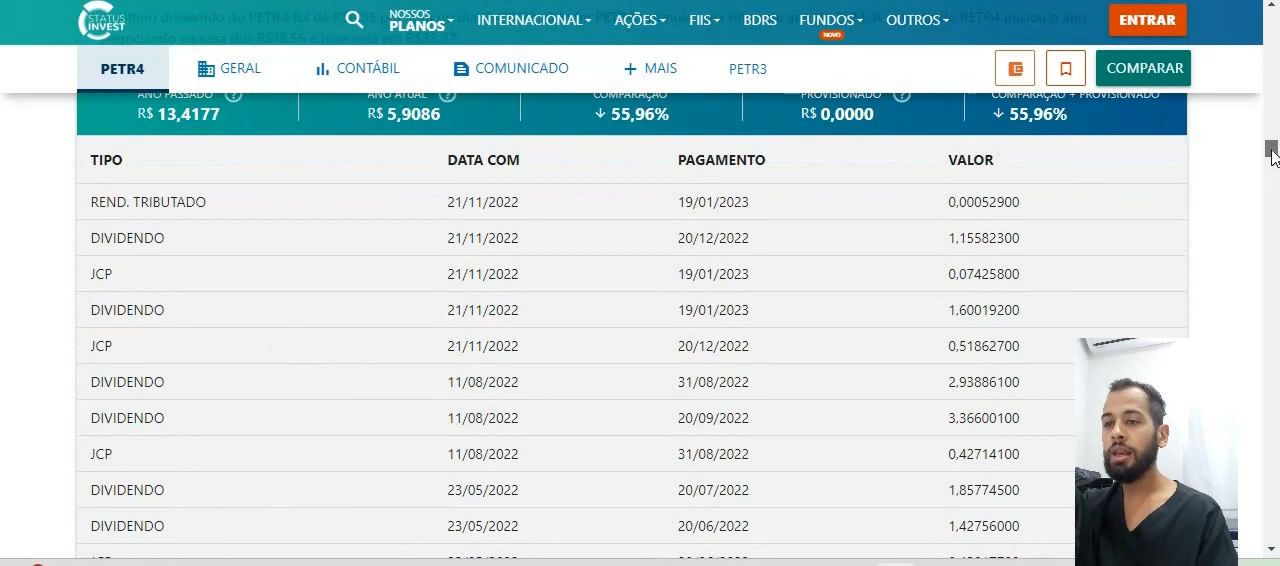 STATUS
INVEST
NOSSOS
PLANOS
INTERNACIONAL
AÇÕES
FIIS
BDRS
FUNDOS
NOVO
OUTROS
ENTRAR
PETR4
GERAL
CONTÁBIL
COMUNICADO
+ MAIS
PETR3
COMPARAR
ANO PASSADO ?
R$ 13,4177
ANO ATUAL ?
R$ 5,9086
COMPARAÇÃO
55,96%
PROVISIONADO ?
R$ 0,0000
COMPARAÇÃO + PROVISIONADO
55,96%
TIPO DATA COM PAGAMENTO VALOR
REND. TRIBUTADO 21/11/2022 19/01/2023 0,00052900
DIVIDENDO 21/11/2022 20/12/2022 1,15582300
JCP 21/11/2022 19/01/2023 0,07425800
DIVIDENDO 21/11/2022 19/01/2023 1,60019200
JCP 21/11/2022 20/12/2022 0,51862700
DIVIDENDO 11/08/2022 31/08/2022 2,93886100
DIVIDENDO 11/08/2022 20/09/2022 3,36600100
JCP 11/08/2022 31/08/2022 0,42714100
DIVIDENDO 23/05/2022 20/07/2022 1,85774500
DIVIDENDO 23/05/2022 20/06/2022 1,42756000